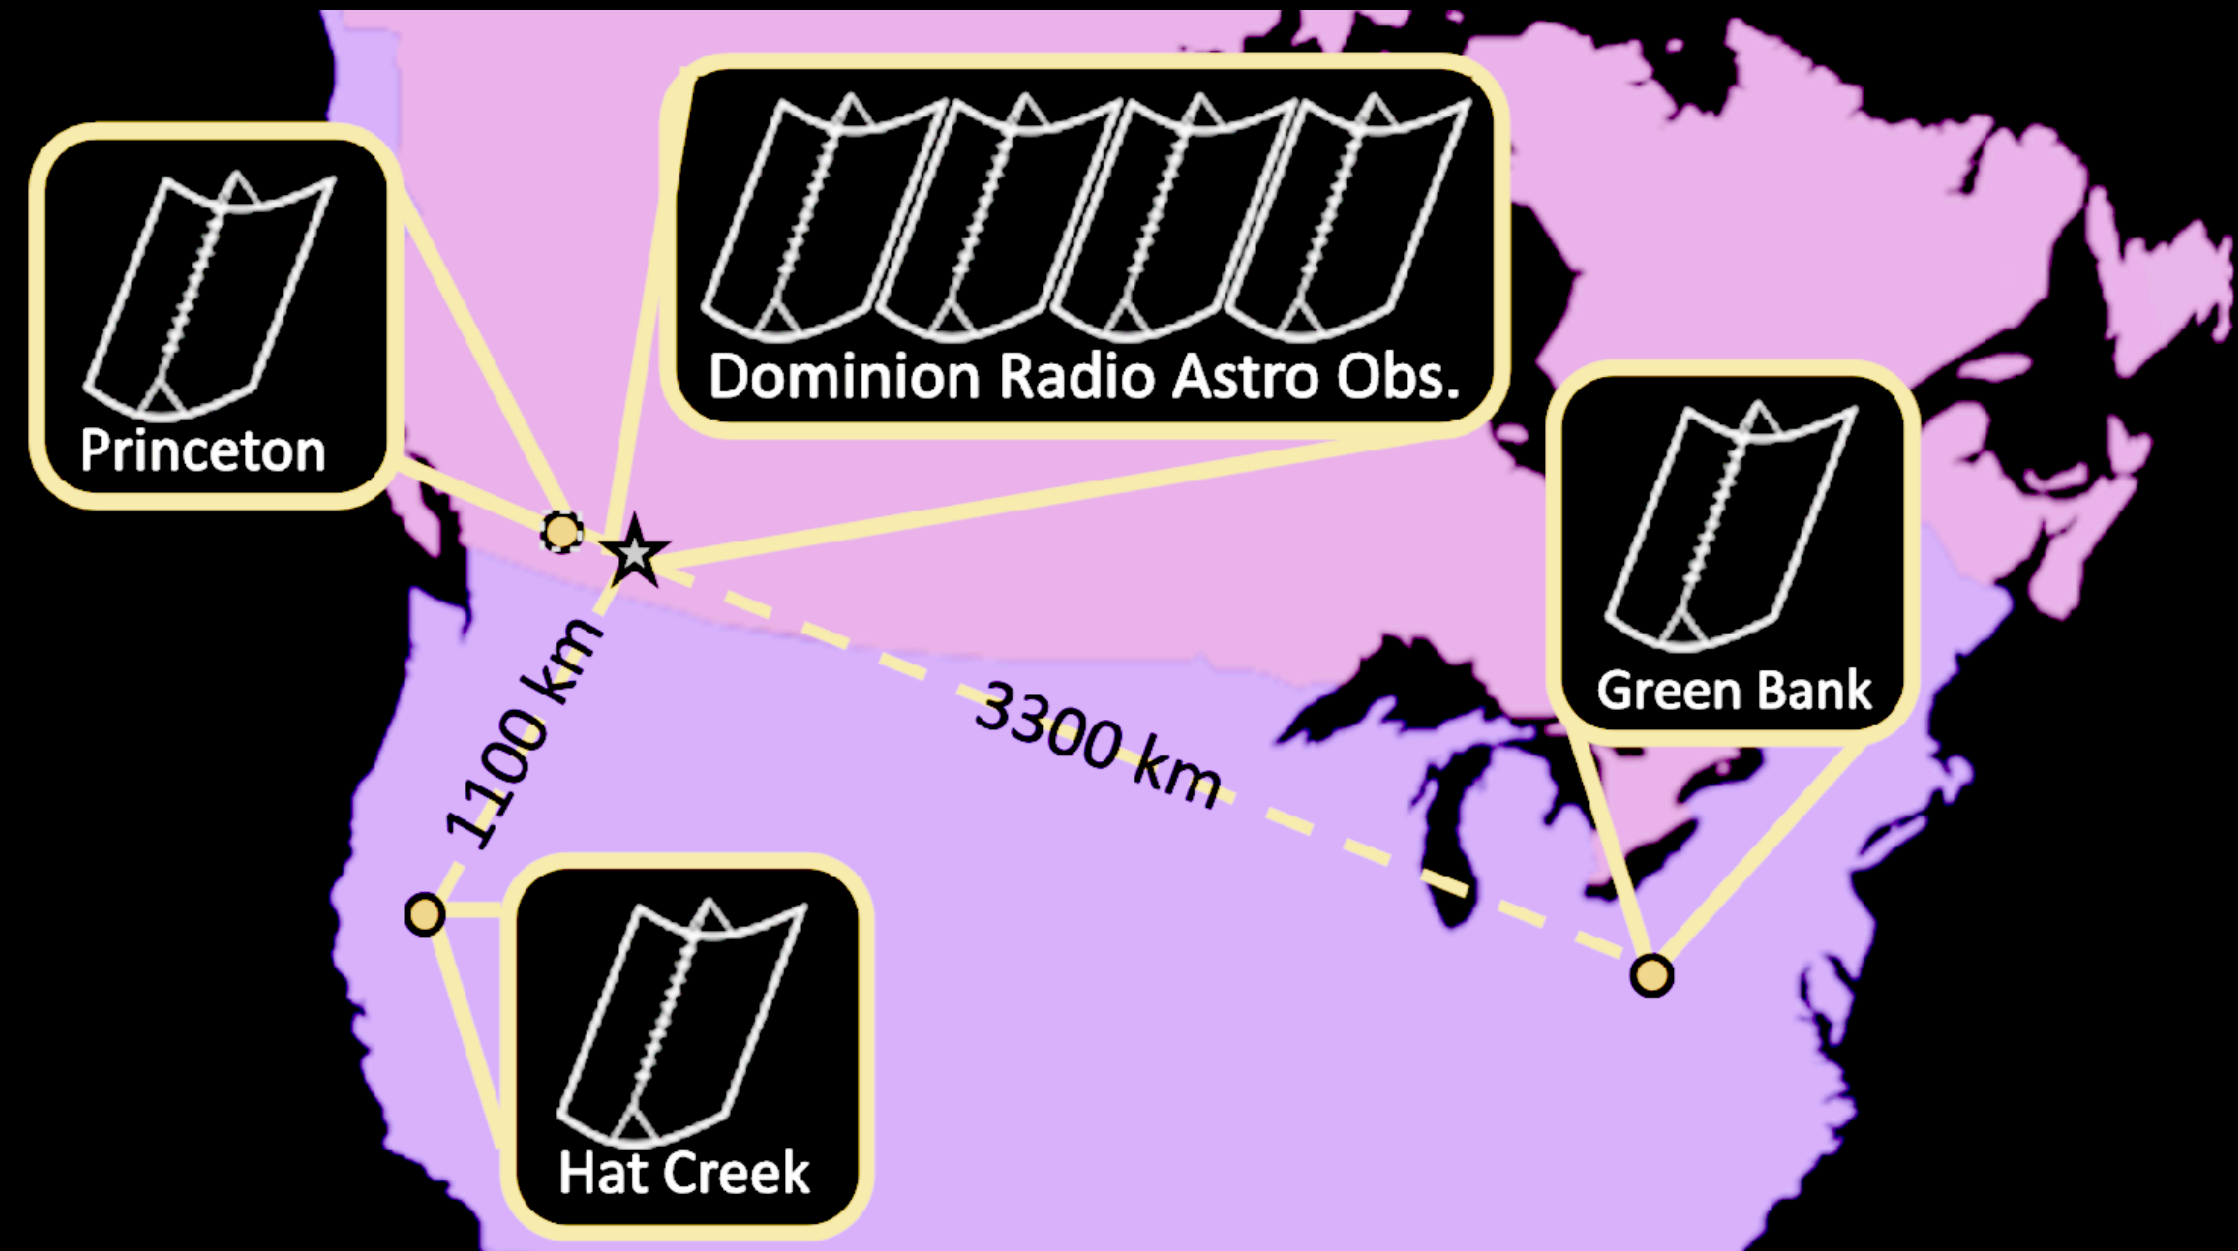 Dominion Radio Astro Obs.
Princeton
Green Bank
1100 km
3300 km
Hat Creek